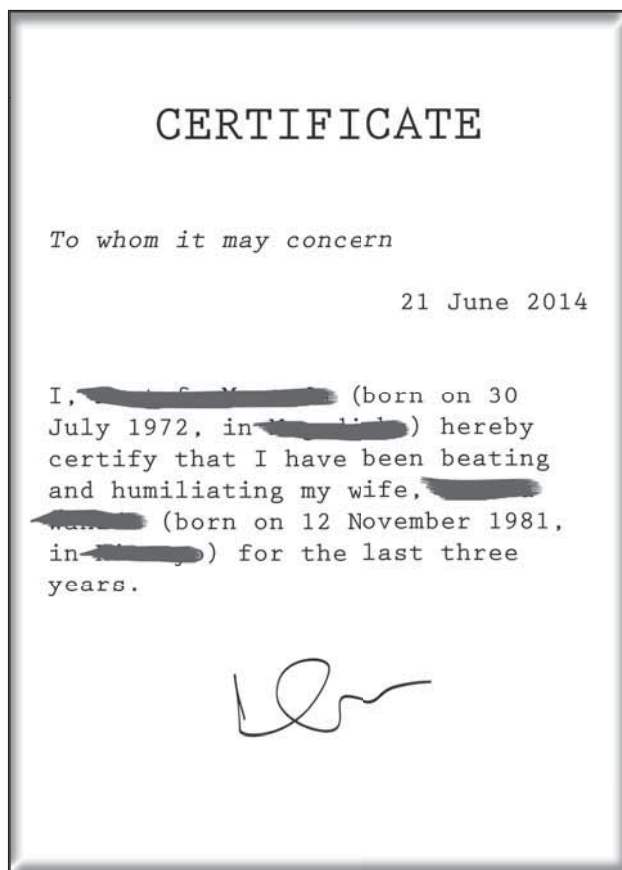 CERTIFICATE
To whom it may concern
21 June 2014
I, (born on 30
July 1972, in ) hereby
certify that I have been beating
and humiliating my wife,
(born on 12 November 1981,
in ) for the last three
years.